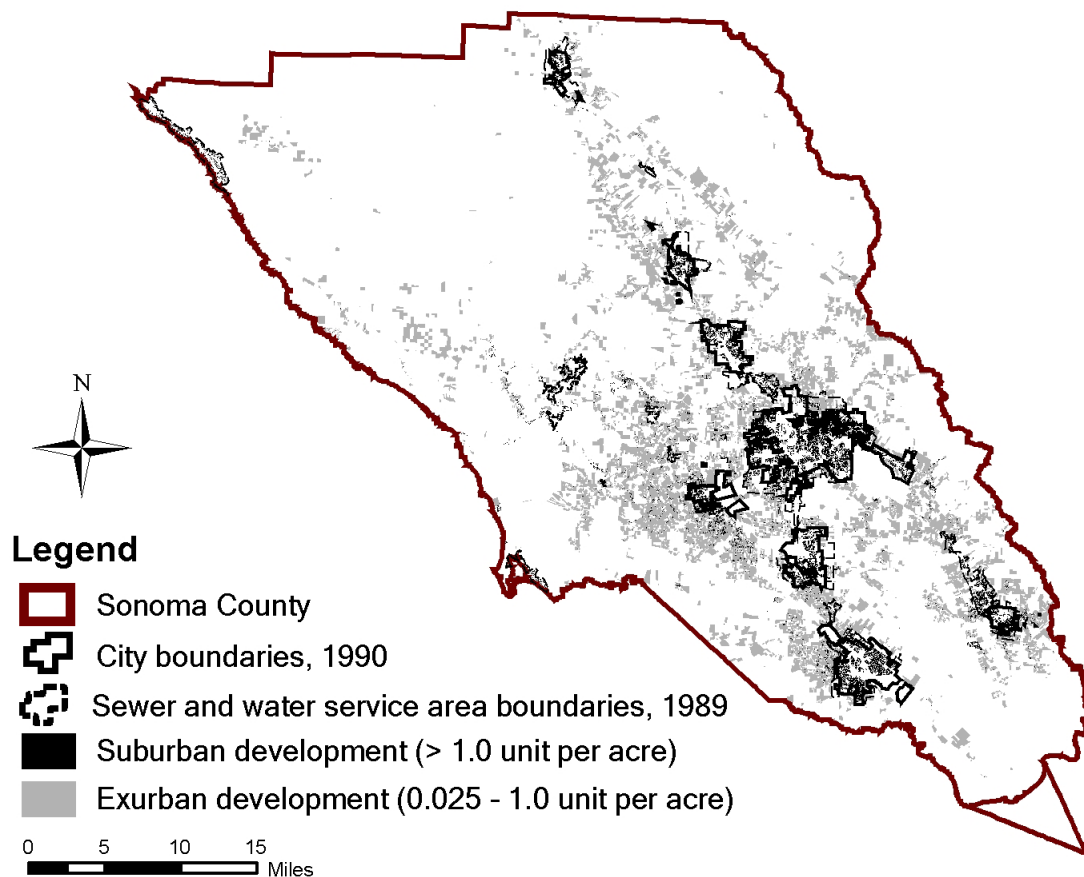 N
Legend
Sonoma County
City boundaries, 1990
Sewer and water service area boundaries, 1989
Suburban development (> 1.0 unit per acre)
Exurban development (0.025 - 1.0 unit per acre)
0 5 10 15
Miles